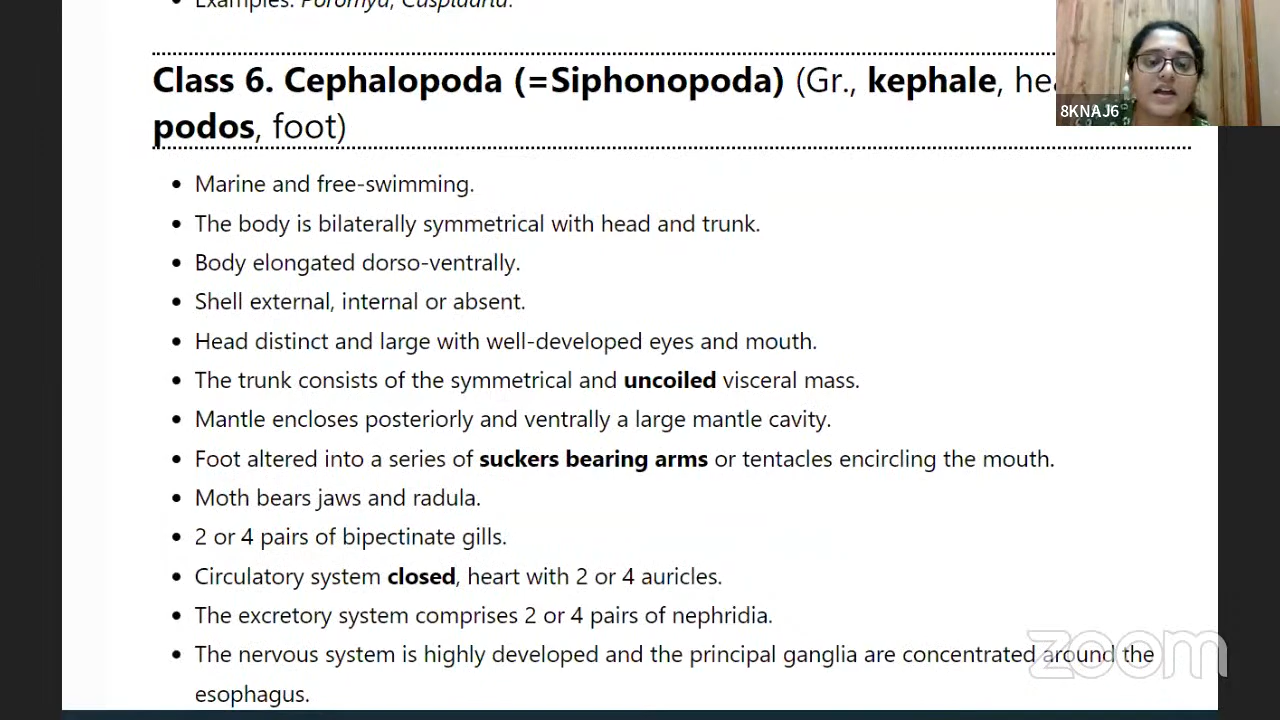 Examples: Poromya, Cuspidaria.
Class 6. Cephalopoda (=Siphonopoda) (Gr., kephale, hea
podos, foot)
8KNAJ6
Marine and free-swimming.
The body is bilaterally symmetrical with head and trunk.
Body elongated dorso-ventrally.
Shell external, internal or absent.
Head distinct and large with well-developed eyes and mouth.
The trunk consists of the symmetrical and uncoiled visceral mass.
Mantle encloses posteriorly and ventrally a large mantle cavity.
Foot altered into a series of suckers bearing arms or tentacles encircling the mouth.
Moth bears jaws and radula.
2 or 4 pairs of bipectinate gills.
Circulatory system closed, heart with 2 or 4 auricles.
The excretory system comprises 2 or 4 pairs of nephridia.
The nervous system is highly developed and the principal ganglia are concentrated around the
esophagus.
zoom